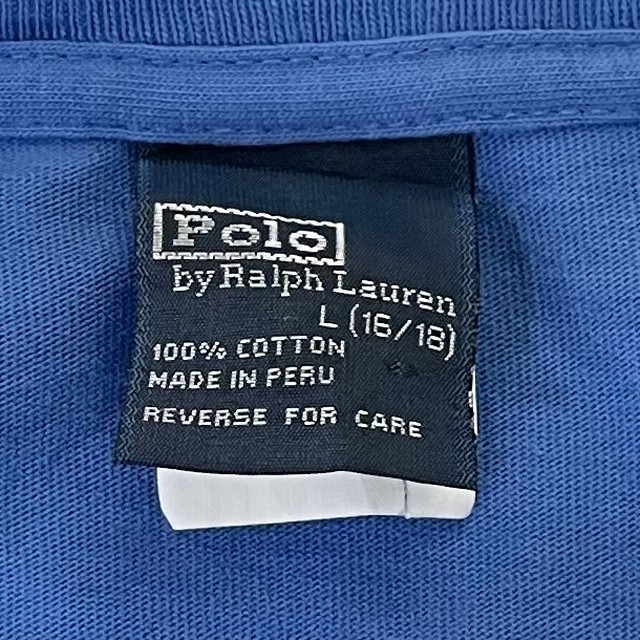 Polo
by Ralph Lauren
L (16/18)
100% COTTON
MADE IN PERU
REVERSE FOR CARE